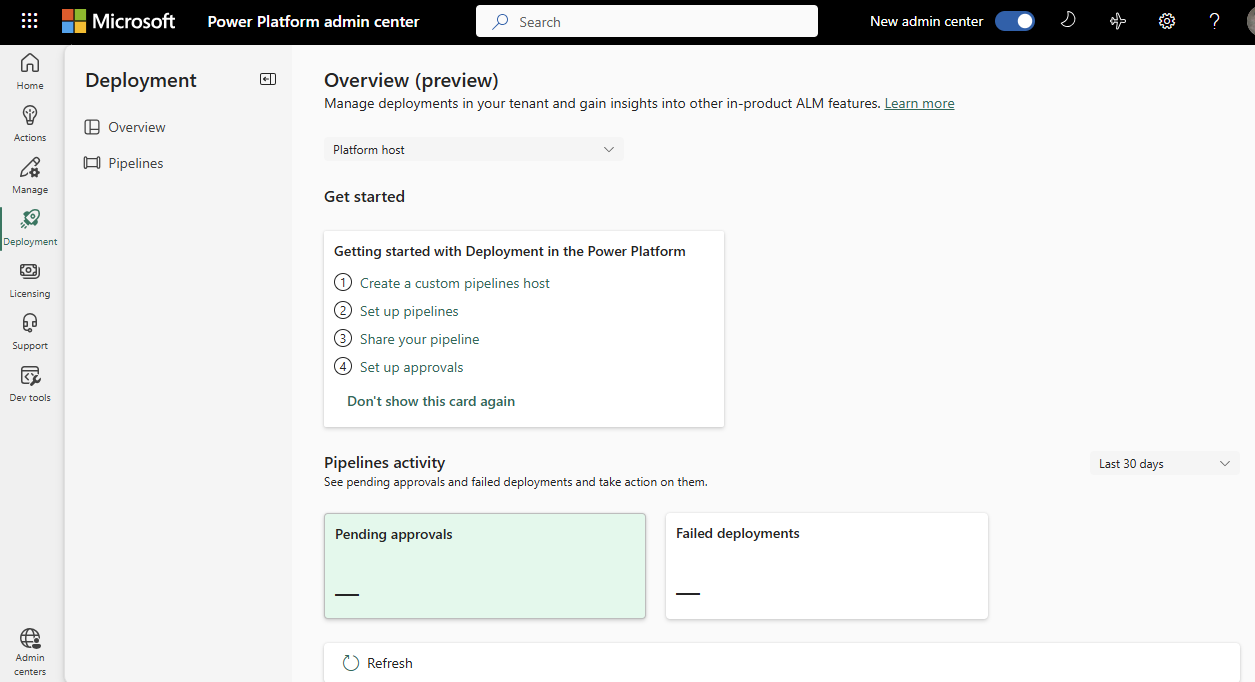 Microsoft
Power Platform admin center
Search
New admin center
Home
Actions
Manage
Deployment
Licensing
Support
Dev tools
Admin
centers
Deployment
Overview
Pipelines
Overview (preview)
Manage deployments in your tenant and gain insights into other in-product ALM features. Learn more
Platform host
Get started
Getting started with Deployment in the Power Platform
1 Create a custom pipelines host
2 Set up pipelines
3 Share your pipeline
4 Set up approvals
Don't show this card again
Pipelines activity
Last 30 days
See pending approvals and failed deployments and take action on them.
Pending approvals
—
Failed deployments
—
Refresh